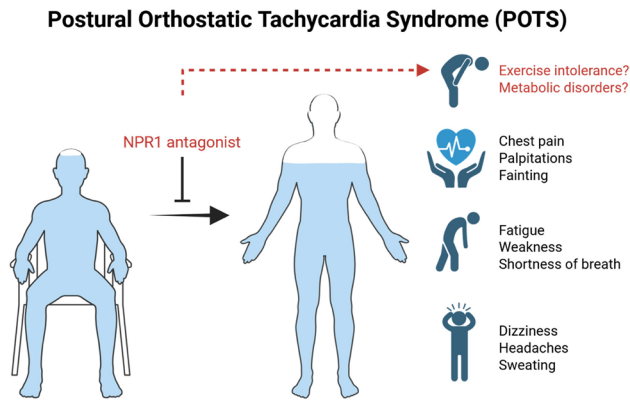 Postural Orthostatic Tachycardia Syndrome (POTS)
NPR1 antagonist
Exercise intolerance?
Metabolic disorders?
Chest pain
Palpitations
Fainting
Fatigue
Weakness
Shortness of breath
Dizziness
Headaches
Sweating